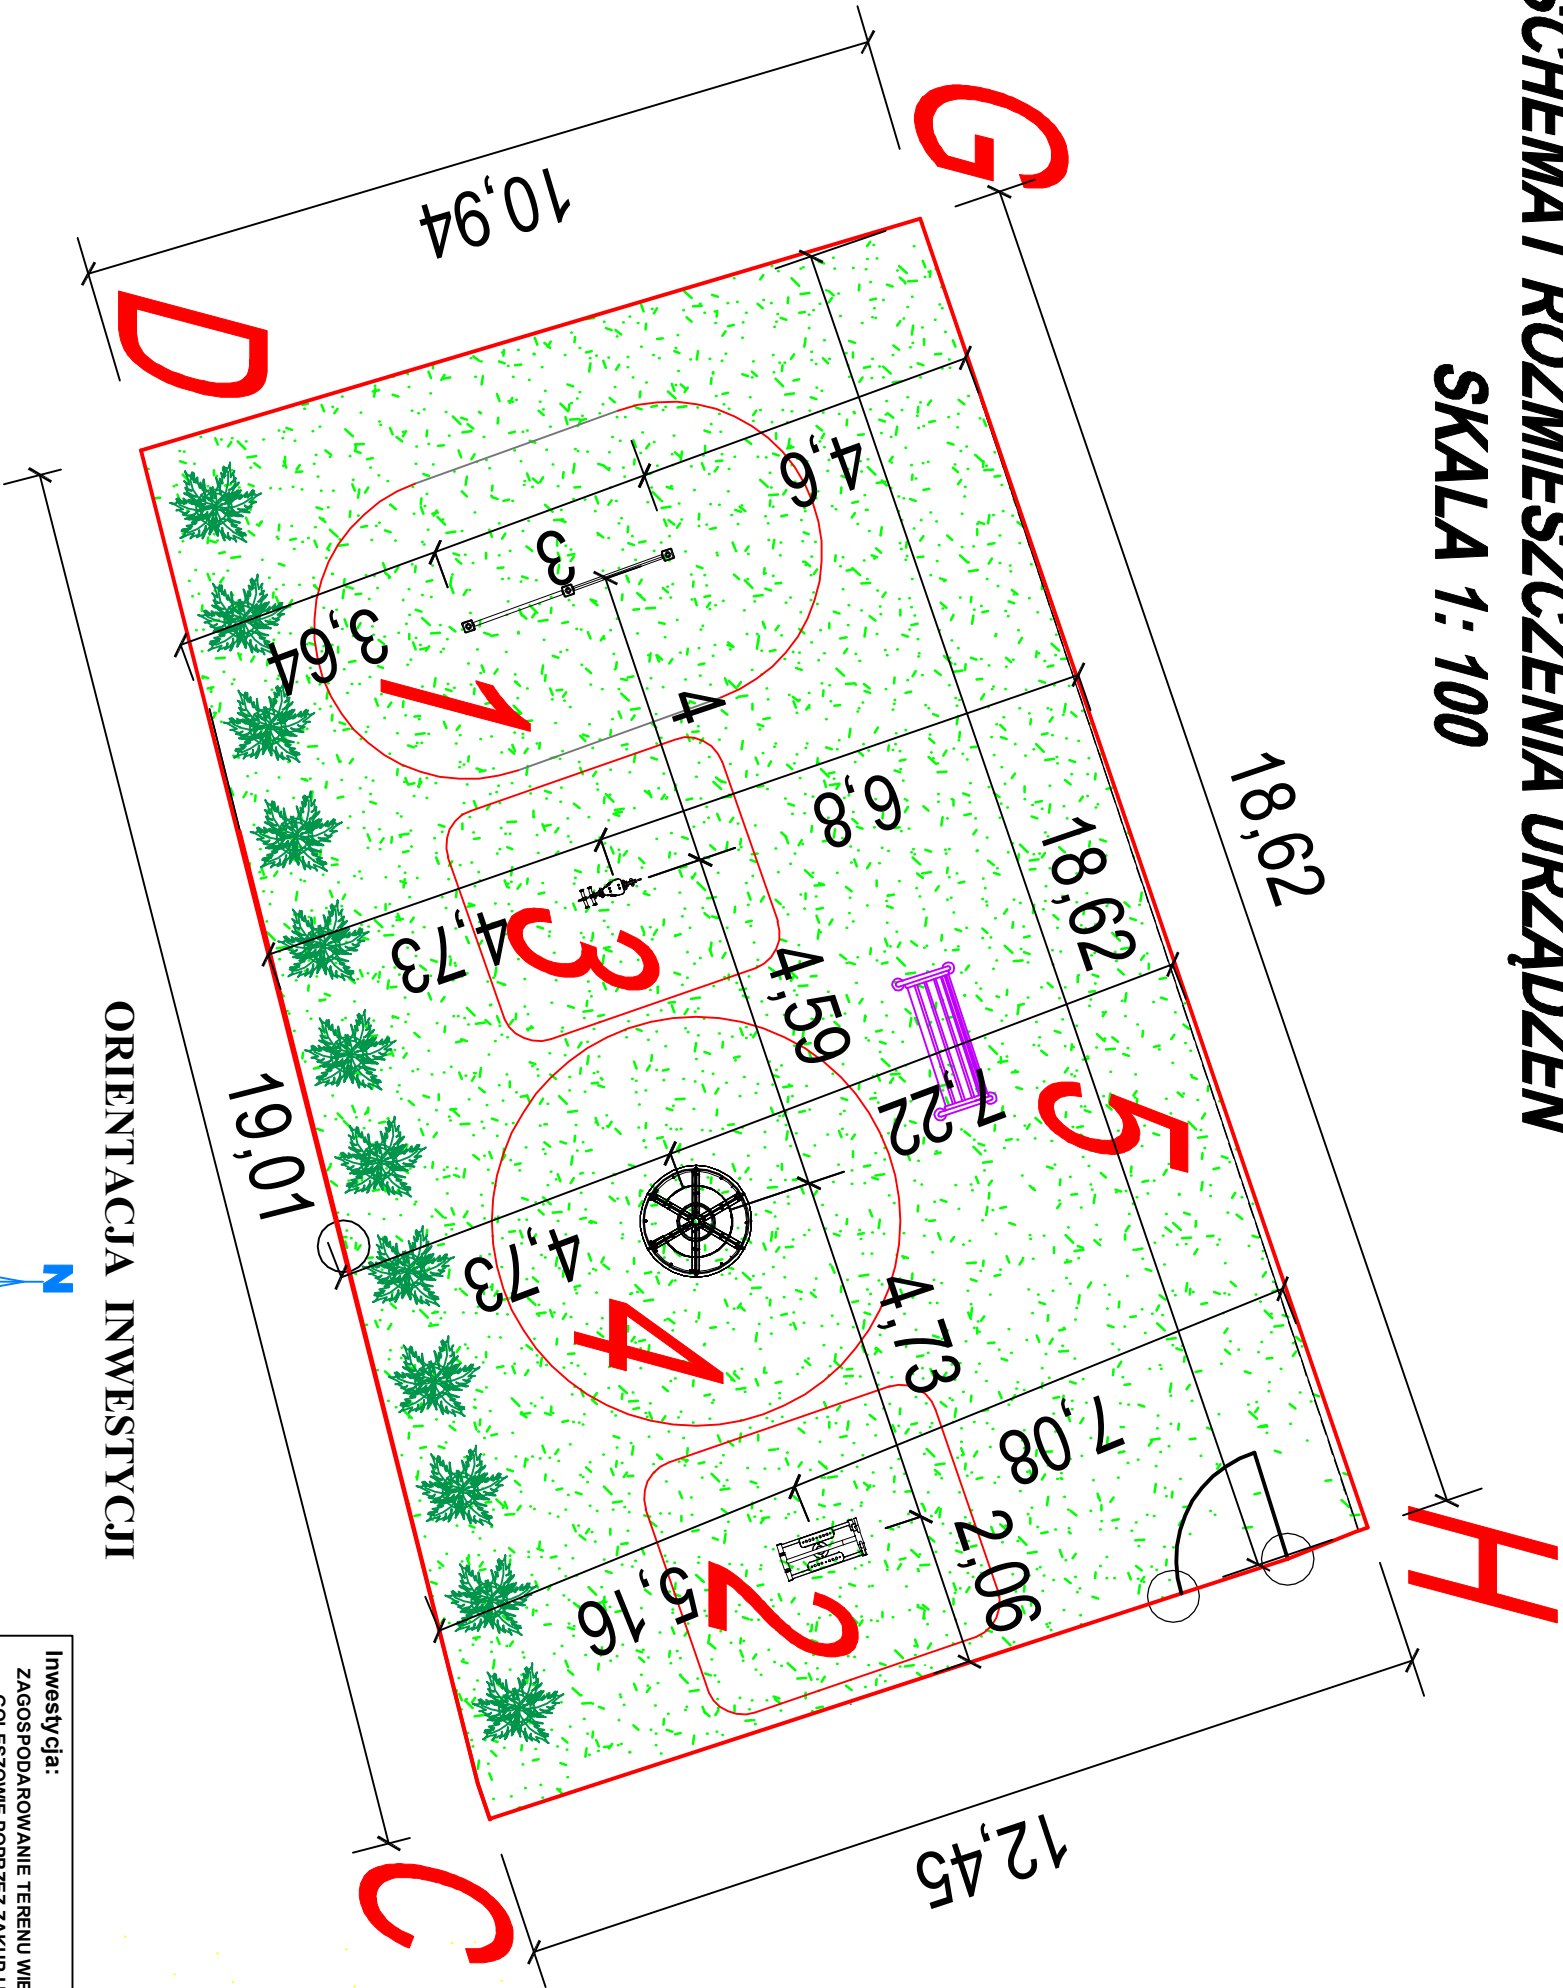 SCHEMAT ROZMIESZCZENIA URZĄDZEŃ
SKALA 1: 100
G
H
D
C
10,94
18,62
12,45
19,01
4,6
3
3,64
1
4
6,8
18,62
4,73
3
4,59
7,22
5
4,73
4
4,73
7,08
2,06
5,16
2
ORIENTACJA INWESTYCJI
N
Inwestycja:
ZAGOSPODAROWANIE TERENU